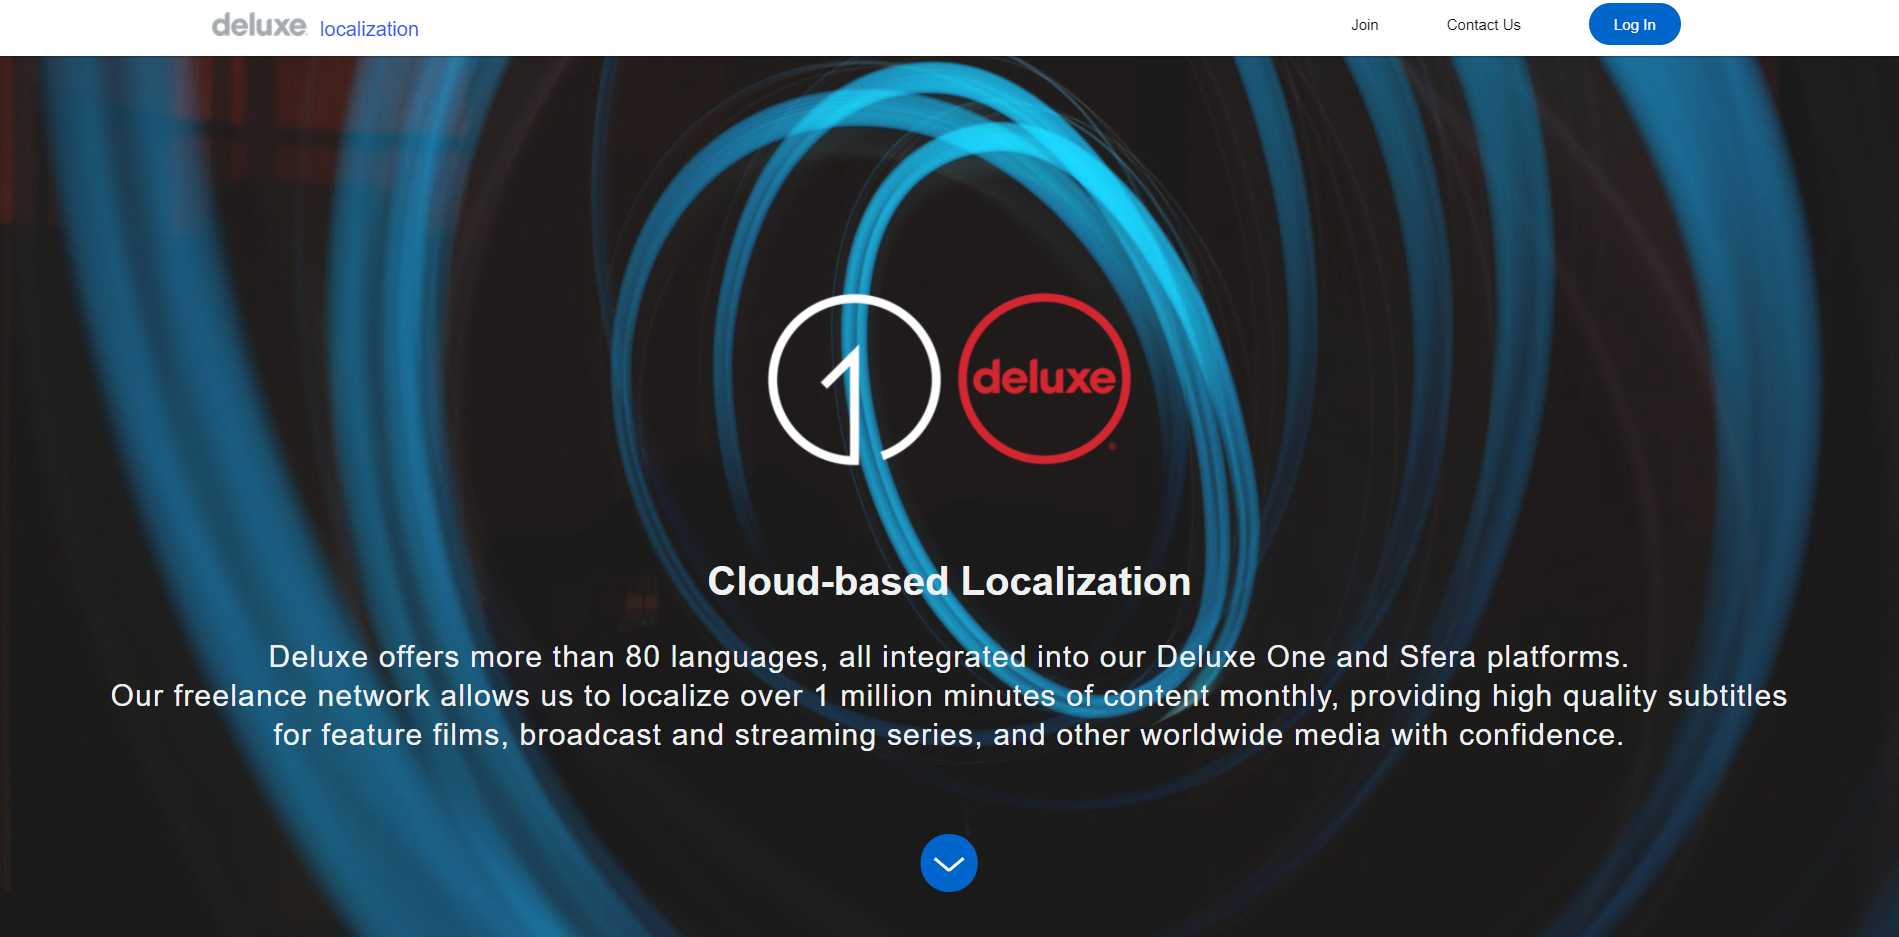 deluxe localization
Join
Contact Us
Log In
1
deluxe
Cloud-based Localization
Deluxe offers more than 80 languages, all integrated into our Deluxe One and Sfera platforms.
Our freelance network allows us to localize over 1 million minutes of content monthly, providing high quality subtitles
for feature films, broadcast and streaming series, and other worldwide media with confidence.